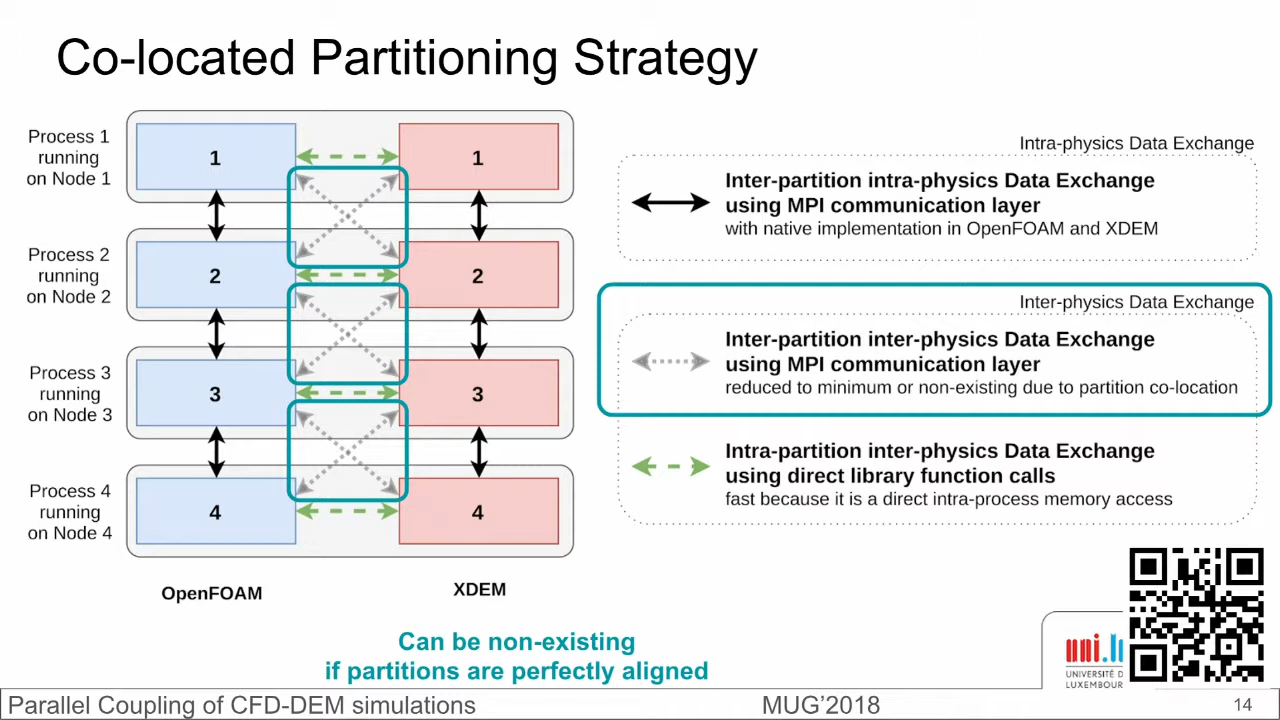 Co-located Partitioning Strategy
Process 1
running
on Node 1
1
1
Process 2
running
on Node 2
2
2
Process 3
running
on Node 3
3
3
Process 4
running
on Node 4
4
4
OpenFOAM
XDEM
Intra-physics Data Exchange
Inter-partition intra-physics Data Exchange
using MPI communication layer
with native implementation in OpenFOAM and XDEM
Inter-physics Data Exchange
Inter-partition inter-physics Data Exchange
using MPI communication layer
reduced to minimum or non-existing due to partition co-location
Intra-partition inter-physics Data Exchange
using direct library function calls
fast because it is a direct intra-process memory access
Can be non-existing
if partitions are perfectly aligned
uni.lu
UNIVERSITÉ D
LUXEMBOUR
Parallel Coupling of CFD-DEM simulations
MUG’2018
14